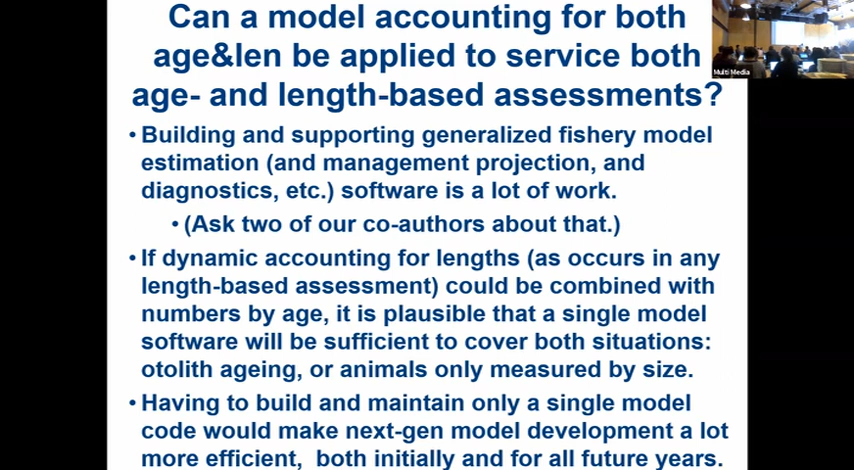 Can a model accounting for both
age&len be applied to service both
age- and length-based assessments?
• Building and supporting generalized fishery model
estimation (and management projection, and
diagnostics, etc.) software is a lot of work.
• (Ask two of our co-authors about that.)
• If dynamic accounting for lengths (as occurs in any
length-based assessment) could be combined with
numbers by age, it is plausible that a single model
software will be sufficient to cover both situations:
otolith ageing, or animals only measured by size.
• Having to build and maintain only a single model
code would make next-gen model development a lot
more efficient, both initially and for all future years.
Multi Media